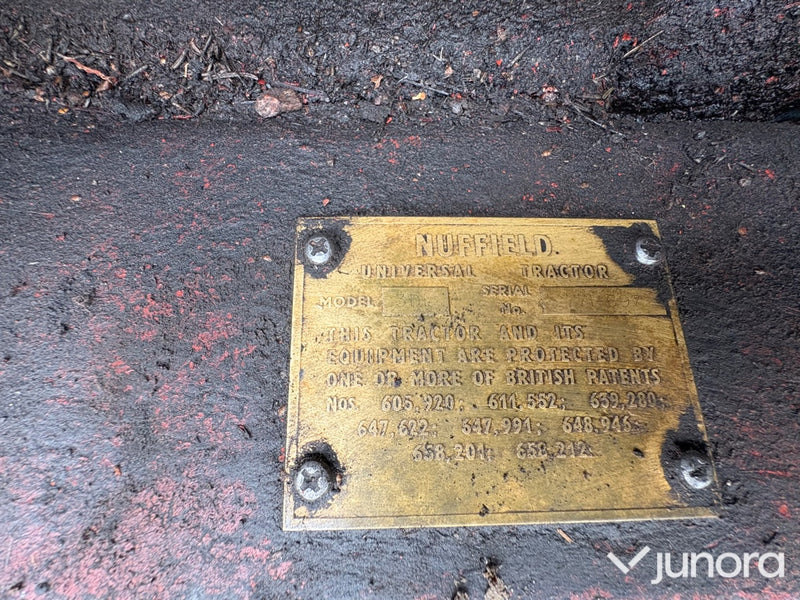 NUFFIELD.
UNIVERSAL TRACTOR
MODEL. SERIAL No.
THIS TRACTOR AND ITS
EQUIPMENT ARE PROTECTED BY
ONE OR MORE OF BRITISH PATENTS
Nos. 605,920; 611,552; 639,280;
647,622; 647,991; 648,946;
658,201; 658,212.
junora